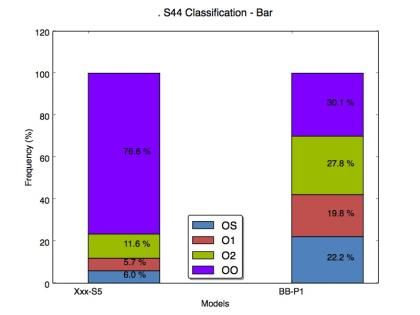 . S44 Classification - Bar
120
100
80
60
40
20
0
Frequency (%)
76.6 %
11.6 %
5.7 %
6.0 %
30.1 %
27.8 %
19.8 %
22.2 %
OS
O1
O2
OO
Xxx-S5
BB-P1
Models